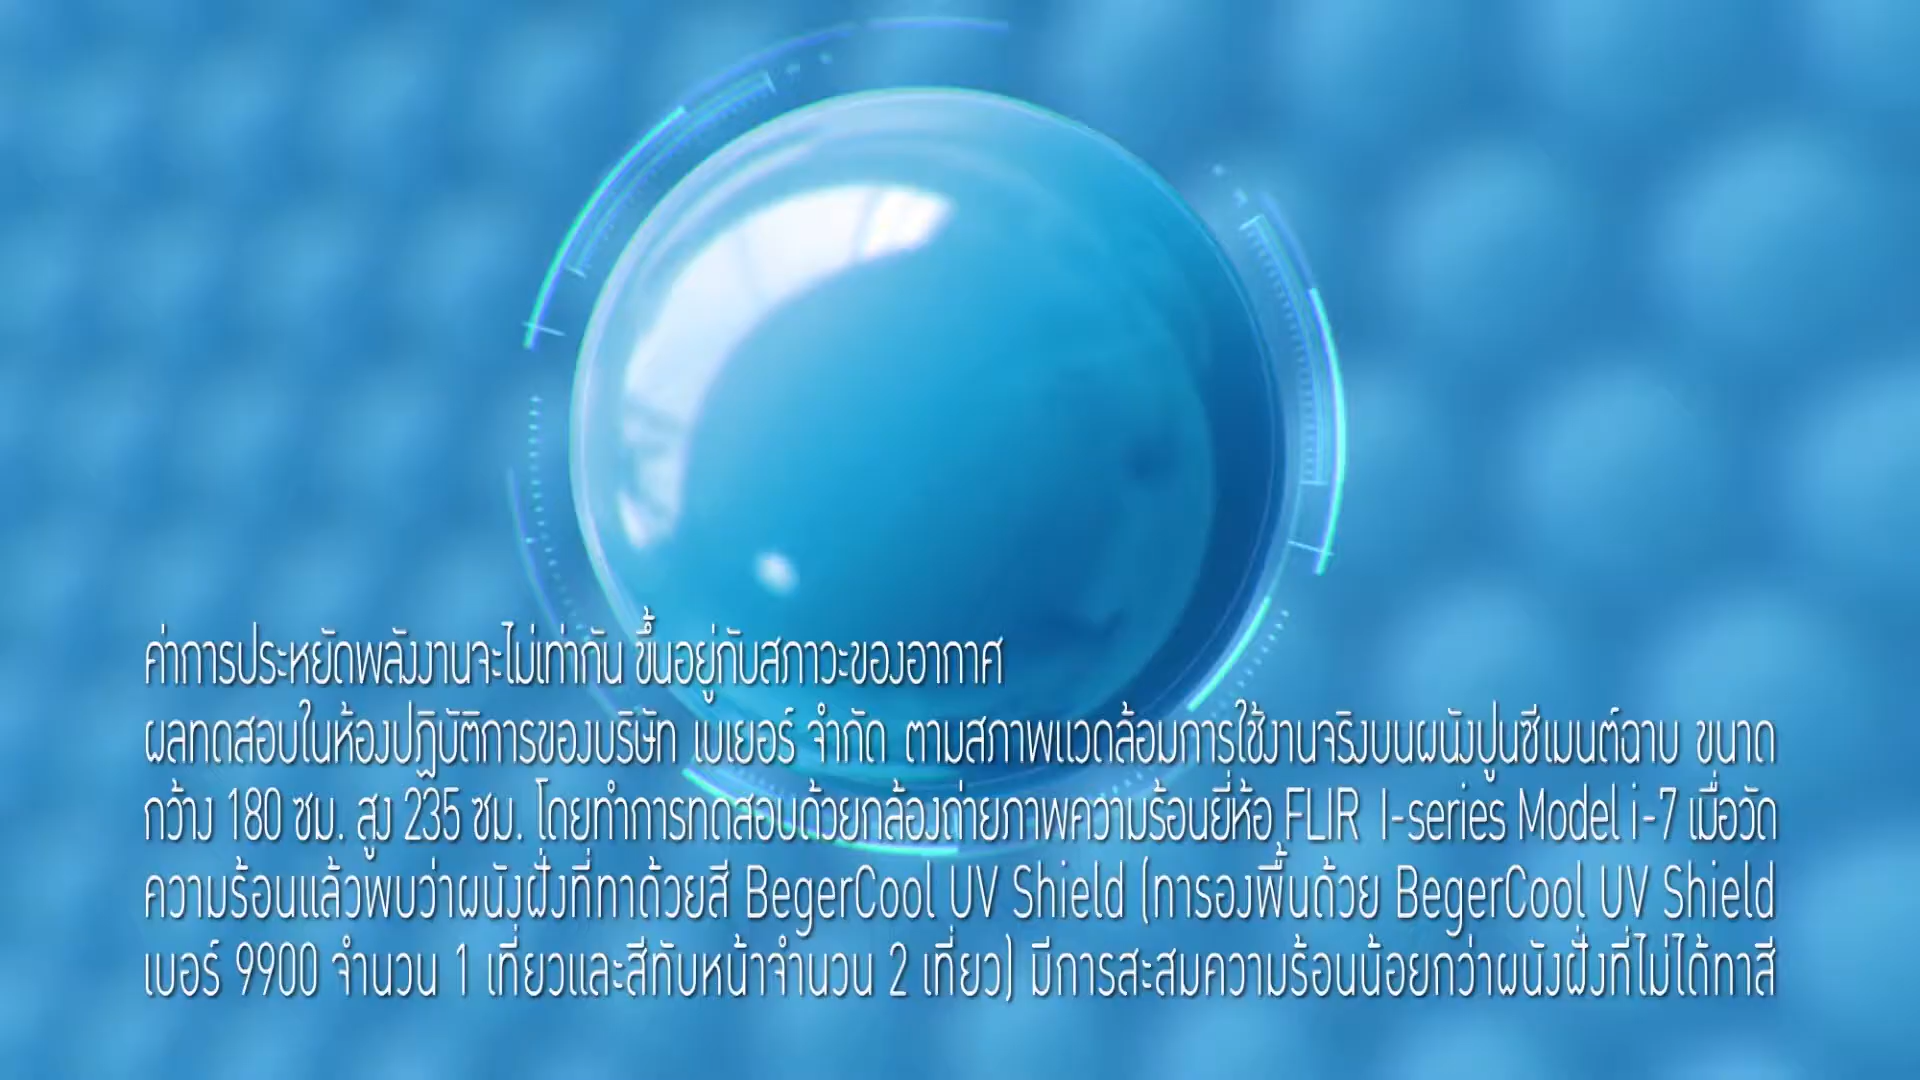 ค่าการประหยัดพลังงานจะไม่เท่ากัน ขึ้นอยู่กับสภาวะของอากาศ
ผลทดสอบในห้องปฏิบัติการของบริษัท เบเยอร์ จำกัด ตามสภาพแวดล้อมการใช้งานจริงบนผนังปูนซีเมนต์ฉาบ ขนาด
กว้าง 180 ซม. สูง 235 ซม. โดยทำการทดสอบด้วยกล้องถ่ายภาพความร้อนยี่ห้อ FLIR I-series Model i-7 เมื่อวัด
ความร้อนแล้วพบว่าผนังฝั่งที่ทาด้วยสี BegerCool UV Shield (ทารองพื้นด้วย BegerCool UV Shield
เบอร์ 9900 จำนวน 1 เที่ยวและสีทับหน้าจำนวน 2 เที่ยว) มีการสะสมความร้อนน้อยกว่าผนังฝั่งที่ไม่ได้ทาสี